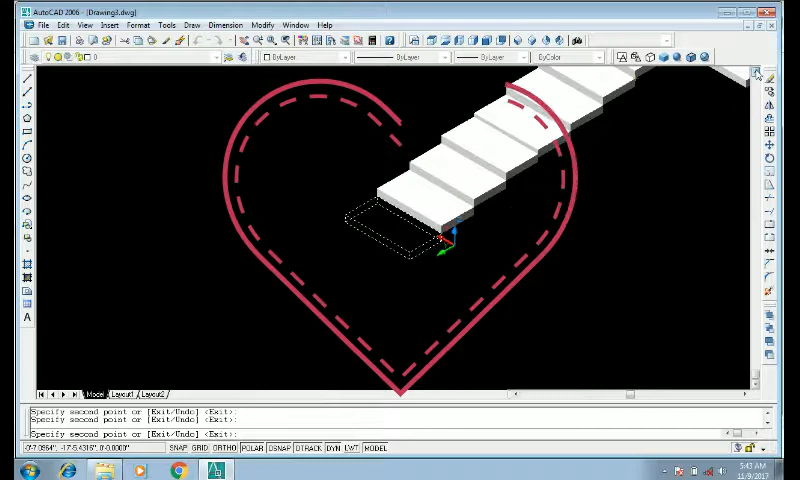 AutoCAD 2006 - [Drawing3.dwg]
File Edit View Insert Format Tools Draw Dimension Modify Window Help
0 ByLayer ByLayer ByColor
Model Layout1 Layout2
Specify second point or [Exit/Undo] <Exit>:
Specify second point or [Exit/Undo] <Exit>:
Specify second point or [Exit/Undo] <Exit>:
SNAP GRID ORTHO POLAR OSNAP OTRACK DYN LWT MODEL
5:43 AM
11/9/2017